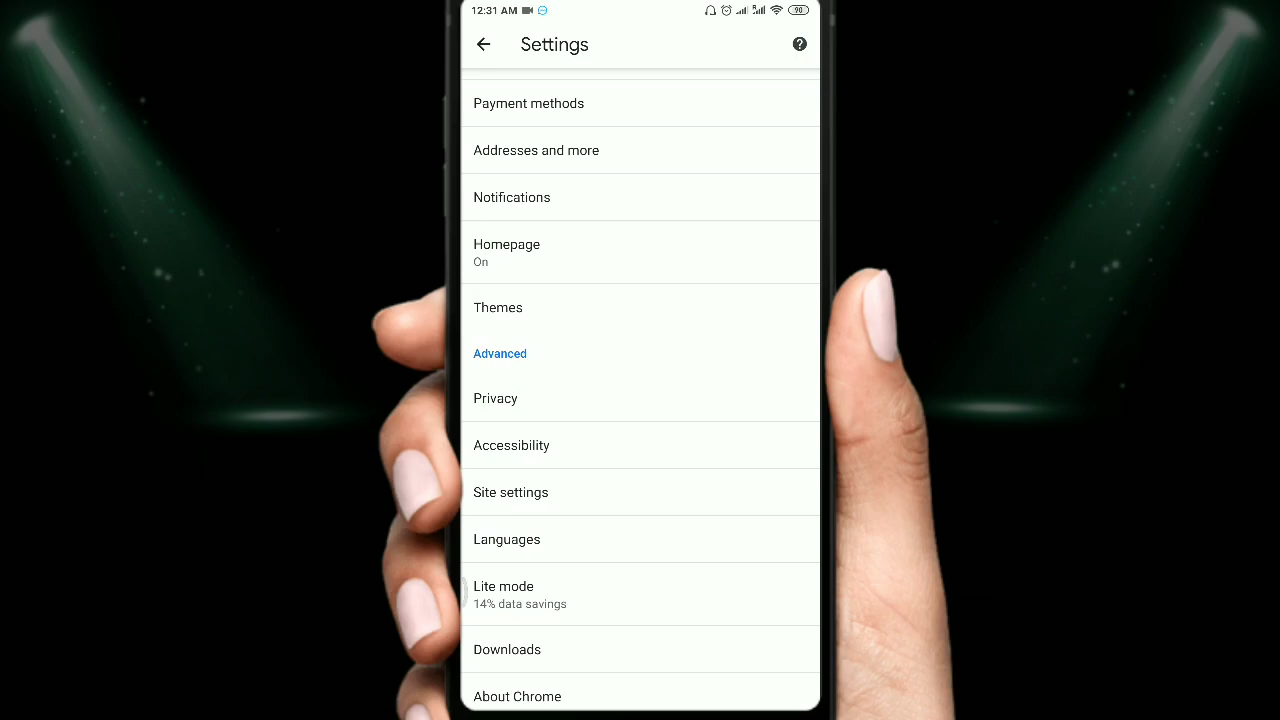 12:31 AM
90
Settings
Payment methods
Addresses and more
Notifications
Homepage
On
Themes
Advanced
Privacy
Accessibility
Site settings
Languages
Lite mode
14% data savings
Downloads
About Chrome